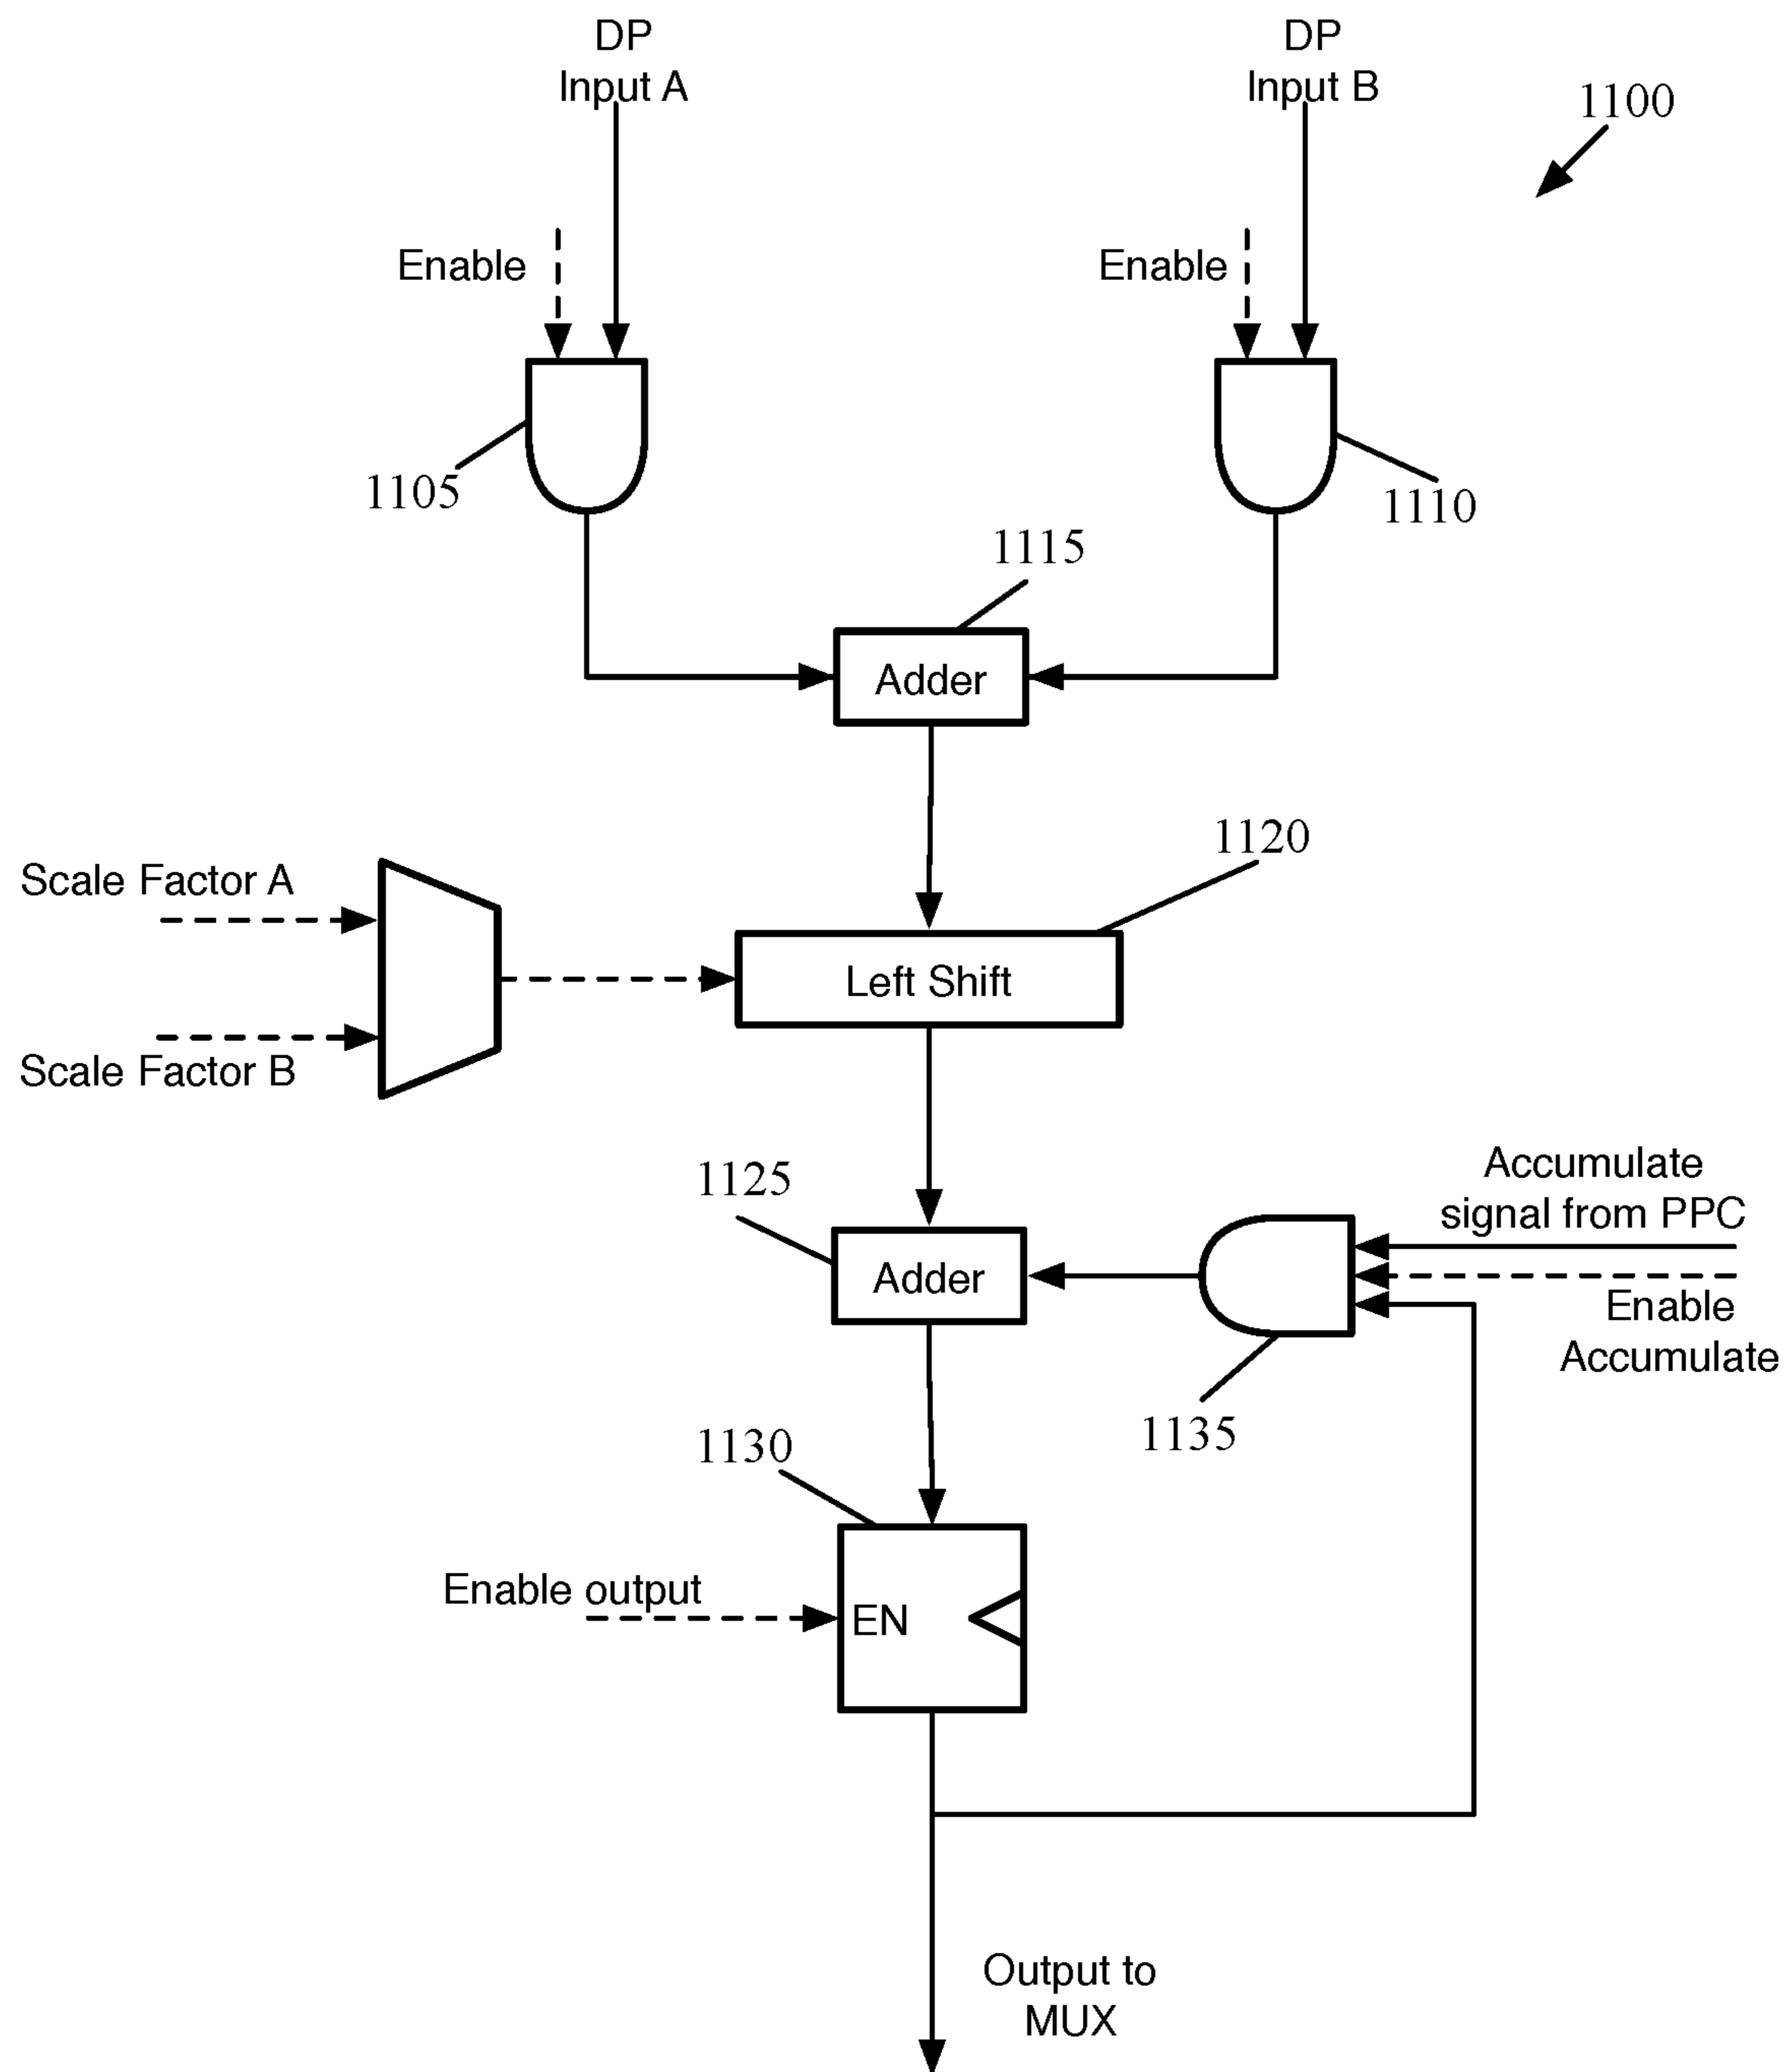 DP
Input A
DP
Input B
1100
Enable
Enable
1105
1110
1115
Adder
1120
Scale Factor A
Left Shift
Scale Factor B
Accumulate
signal from PPC
1125
Adder
Enable
Accumulate
1135
1130
Enable output
EN
Output to
MUX